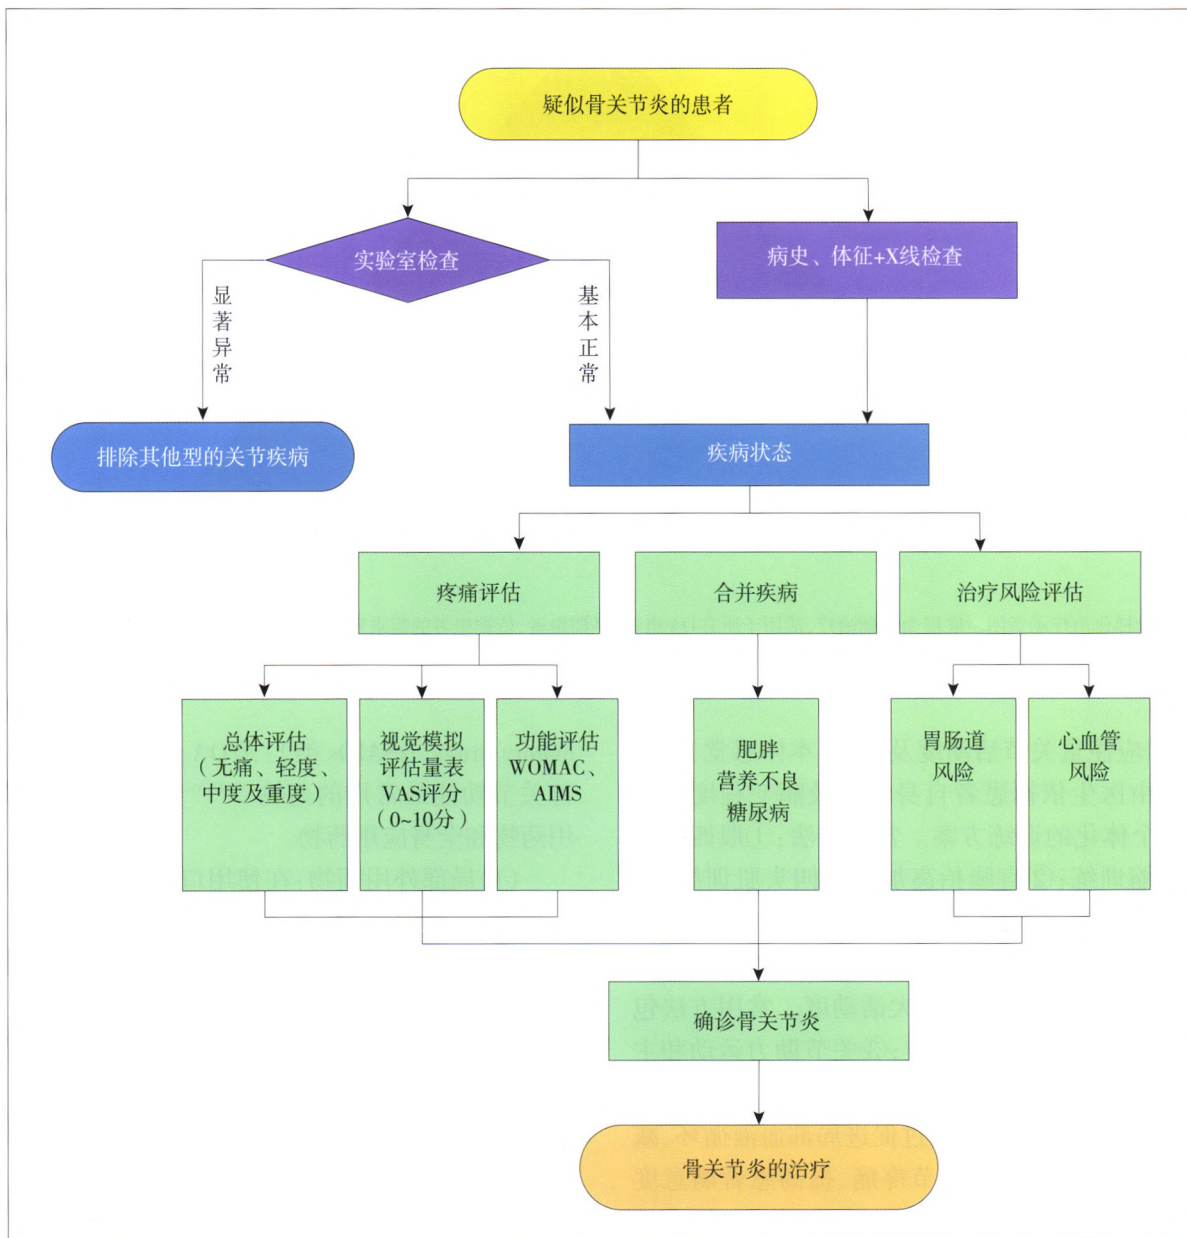 疑似骨关节炎的患者
实验室检查
病史、体征+X线检查
显著异常
基本正常
排除其他型的关节疾病
疾病状态
疼痛评估
合并疾病
治疗风险评估
总体评估
（无痛、轻度、
中度及重度）
视觉模拟
评估量表
VAS评分
（0~10分）
功能评估
WOMAC、
AIMS
肥胖
营养不良
糖尿病
胃肠道
风险
心血管
风险
确诊骨关节炎
骨关节炎的治疗